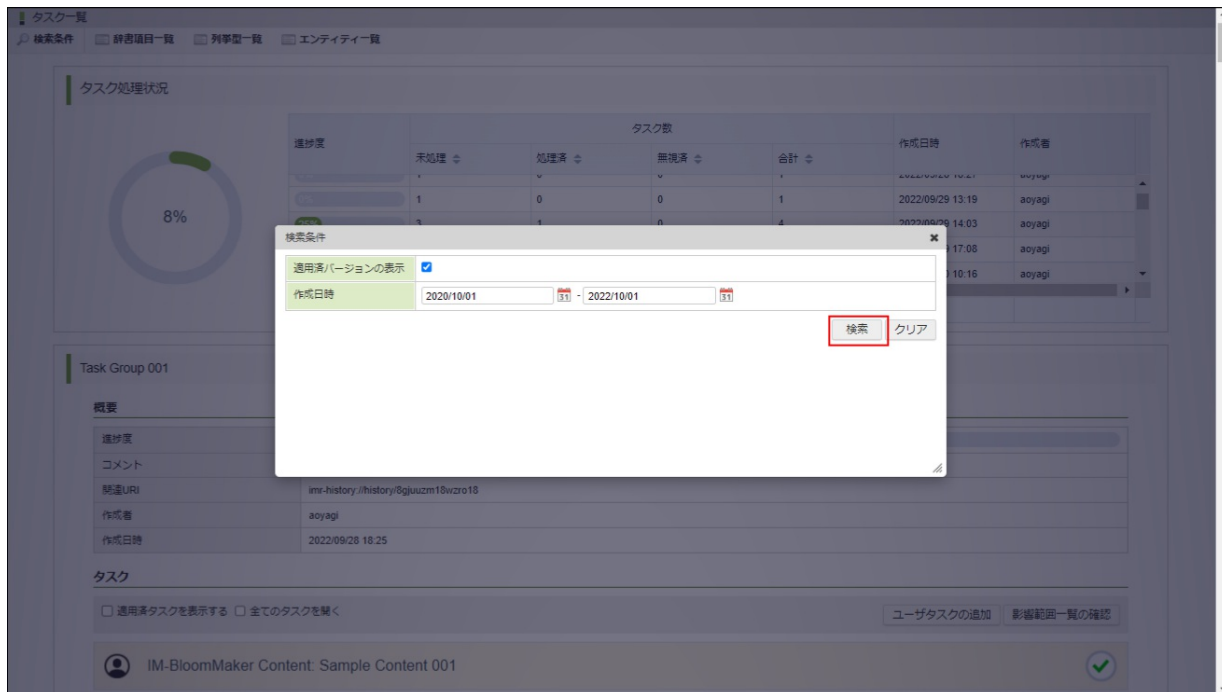 タスク一覧
検索条件 辞書項目一覧 列挙型一覧 エンティティ一覧
タスク処理状況
進捗度 タスク数 作成日時 作成者
未処理 処理済 無視済 合計
8%
1 0 0 1 2022/09/29 13:19 aoyagi
3 1 0 4 2022/09/29 14:03 aoyagi
17:08 aoyagi
10:16 aoyagi
検索条件
適用済バージョンの表示
作成日時 2020/10/01 31 - 2022/10/01 31
検索 クリア
Task Group 001
概要
進捗度
コメント
関連URI imr-history://history/8gjuuzm18wzro18
作成者 aoyagi
作成日時 2022/09/28 18:25
タスク
適用済タスクを表示する 全てのタスクを開く ユーザタスクの追加 影響範囲一覧の確認
IM-BloomMaker Content: Sample Content 001